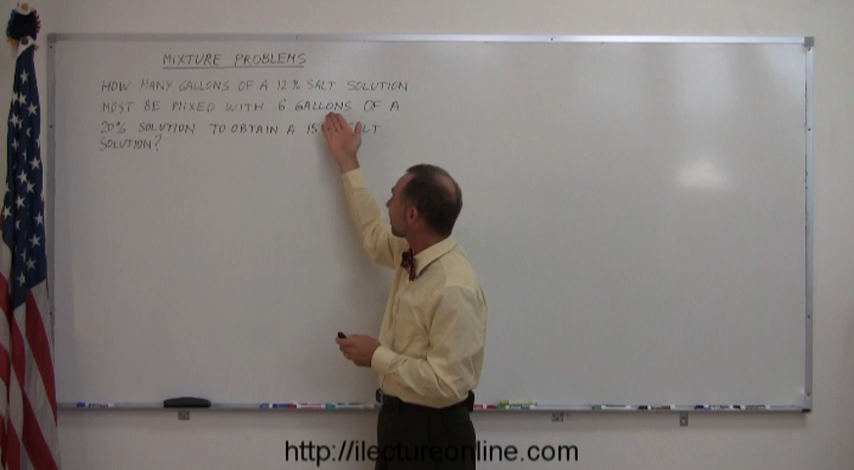 MIXTURE PROBLEMS
HOW MANY GALLONS OF A 12% SALT SOLUTION
MUST BE MIXED WITH 6 GALLONS OF A
20% SOLUTION TO OBTAIN A
SOLUTION?
http://ilectureonline.com